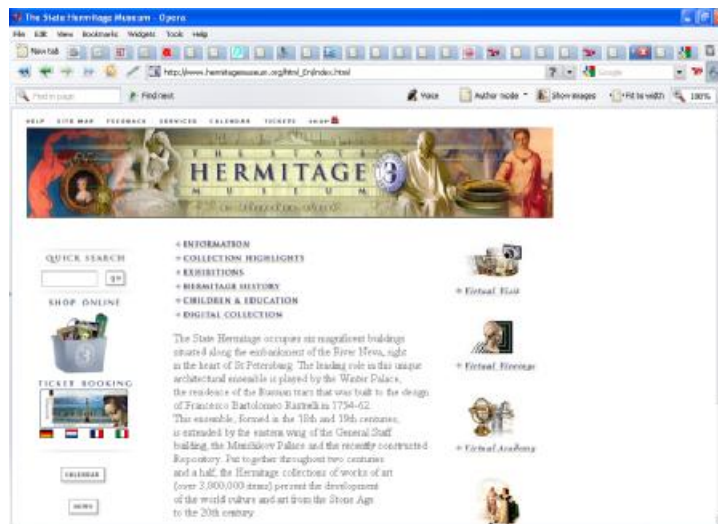 The State Hermitage Museum - Opera
File Edit View Bookmarks Widgets Tools Help
New tab
http://www.hermitagemuseum.org/html_En/index.html
Google
Find in page
Find next
Voice
Author mode
Show images
Fit to width
100%
HELP SITE MAP FEEDBACK SERVICES CALENDAR TICKETS SHOP
THE STATE
HERMITAGE
MUSEUM
QUICK SEARCH
go
SHOP ONLINE
TICKET BOOKING
CALENDAR
NEWS
INFORMATION
COLLECTION HIGHLIGHTS
EXHIBITIONS
HERMITAGE HISTORY
CHILDREN & EDUCATION
DIGITAL COLLECTION
The State Hermitage occupies six magnificent buildings
situated along the embankment of the River Neva, right
in the heart of St Petersburg. The leading role in this unique
architectural ensemble is played by the Winter Palace,
the residence of the Russian tsars that was built to the design
of Francesco Bartolomeo Rastrelli in 1754-62.
This ensemble, formed in the 18th and 19th centuries,
is extended by the eastern wing of the General Staff
building, the Menshikov Palace and the recently constructed
Repository. Put together throughout two centuries
and a half, the Hermitage collections of works of art
(over 3,000,000 items) present the development
of the world culture and art from the Stone Age
to the 20th century.
Virtual Visit
Virtual Viewings
Virtual Academy